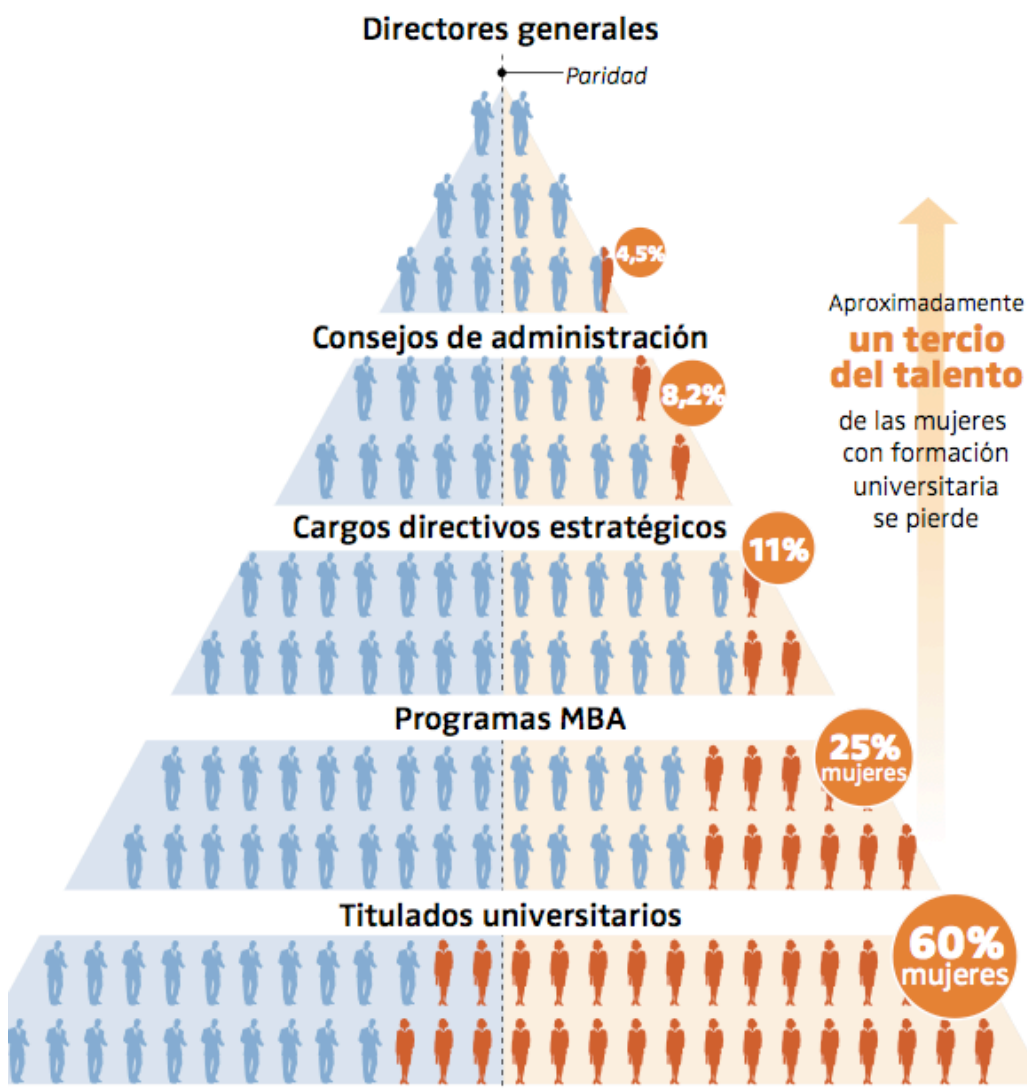 Directores generales
Paridad
4,5%
Consejos de administración
8,2%
Aproximadamente
un tercio
del talento
de las mujeres
con formación
universitaria
se pierde
Cargos directivos estratégicos
11%
Programas MBA
25%
mujeres
Titulados universitarios
60%
mujeres